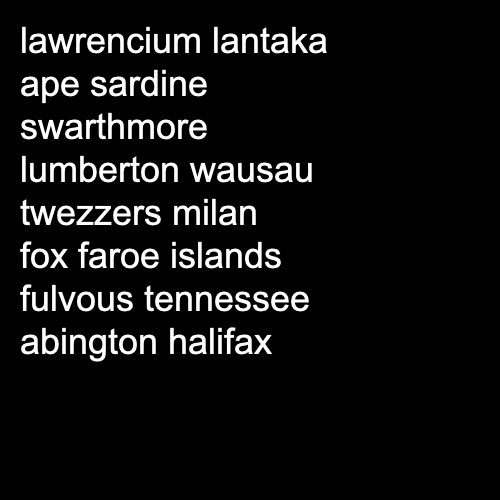 lawrencium lantaka
ape sardine
swarthmore
lumberton wausau
twezzers milan
fox faroe islands
fulvous tennessee
abington halifax